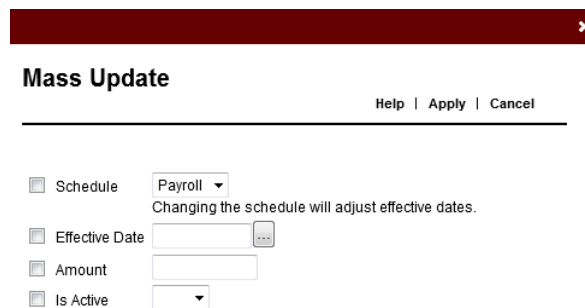 Mass Update
Help | Apply | Cancel
Schedule Payroll
Changing the schedule will adjust effective dates.
Effective Date ...
Amount
Is Active